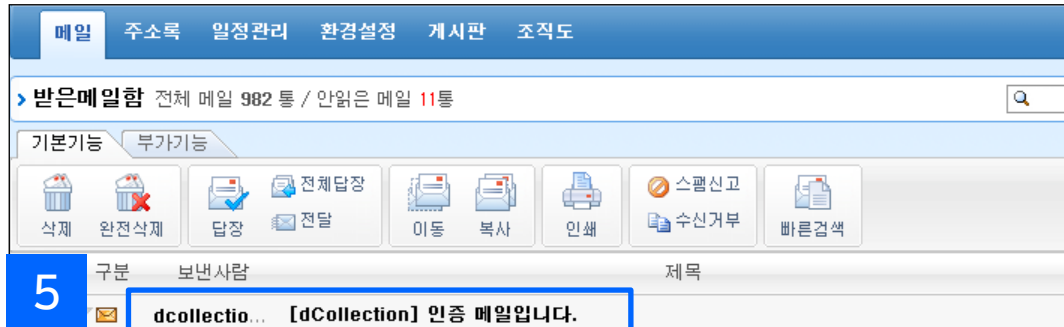 메일 주소록 일정관리 환경설정 게시판 조직도
받은메일함 전체 메일 982 통 / 안읽은 메일 11통
기본기능 부가기능
삭제 완전삭제 답장 전체답장 전달 이동 복사 인쇄 스팸신고 수신거부 빠른검색
구분 보낸사람 제목
5
dcollectio... [dCollection] 인증 메일입니다.